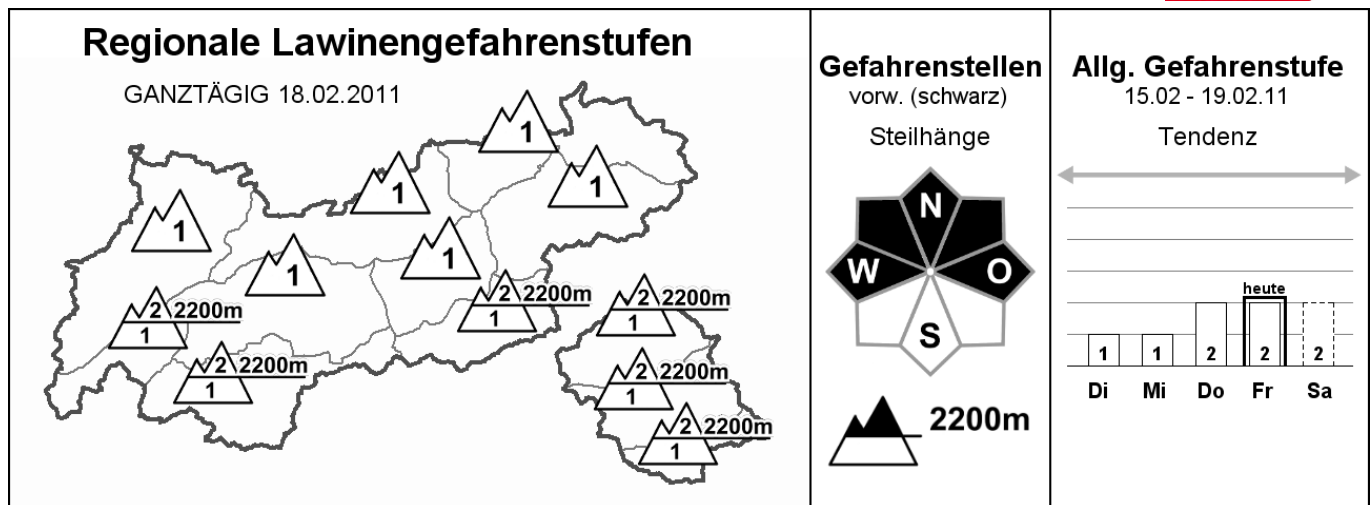 Regionale Lawinengefahrenstufen
GANZTÄGIG 18.02.2011
1
1
1
1
1
1
1
2 2200m
1
2 2200m
1
2 2200m
1
2 2200m
1
2 2200m
1
2 2200m
1
Gefahrenstellen
vorw. (schwarz)
Steilhänge
N
W O
S
2200m
Allg. Gefahrenstufe
15.02 - 19.02.11
Tendenz
heute
1 1 2 2 2
Di Mi Do Fr Sa